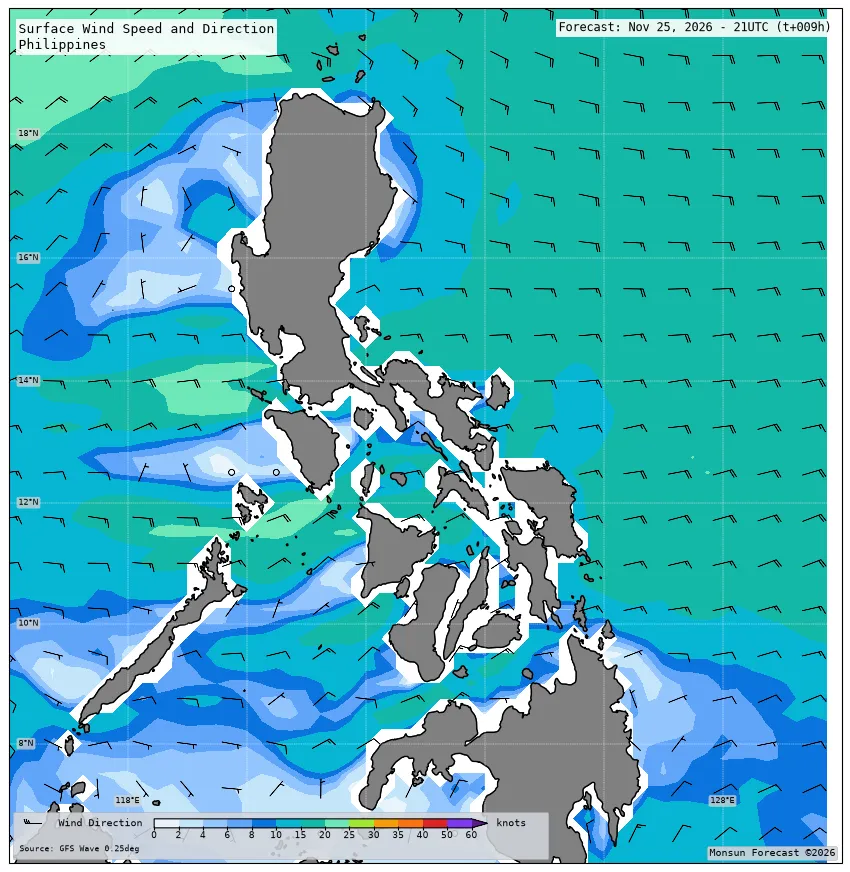 Surface Wind Speed and Direction
Philippines
Forecast: Nov 25, 2026 - 21UTC (t+009h)
18°N
16°N
14°N
12°N
10°N
8°N
118°E
128°E
Wind Direction
0 2 4 6 8 10 15 20 25 30 35 40 50 60
knots
Source: GFS Wave 0.25deg
Monsun Forecast ©2026